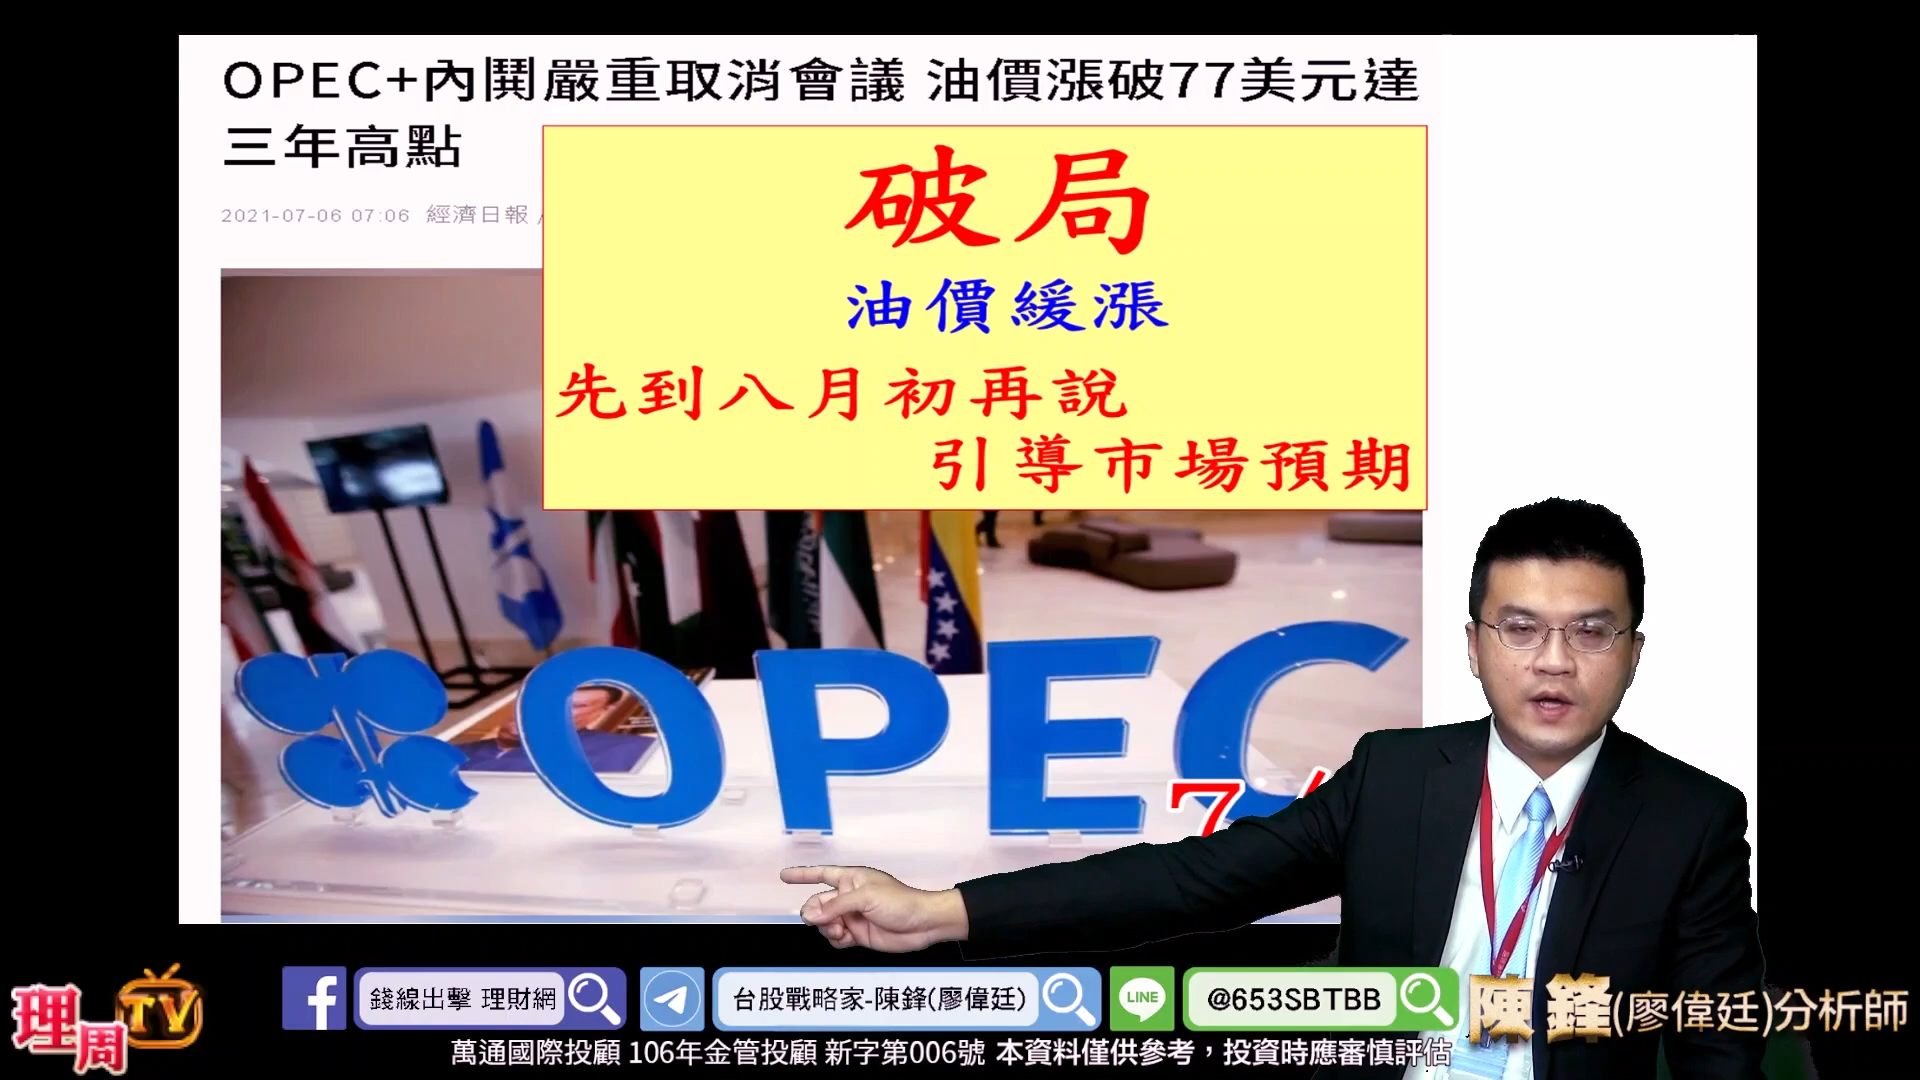 OPEC+內鬨嚴重取消會議 油價漲破77美元達
三年高點
2021-07-06 07:06 經濟日報 /
破局
油價緩漲
先到八月初再說
引導市場預期
OPEC
7/
理周TV
錢線出擊 理財網
台股戰略家-陳鋒(廖偉廷)
LINE
@653SBTBB
陳鋒(廖偉廷)分析師
萬通國際投顧 106年金管投顧 新字第006號 本資料僅供參考，投資時應審慎評估